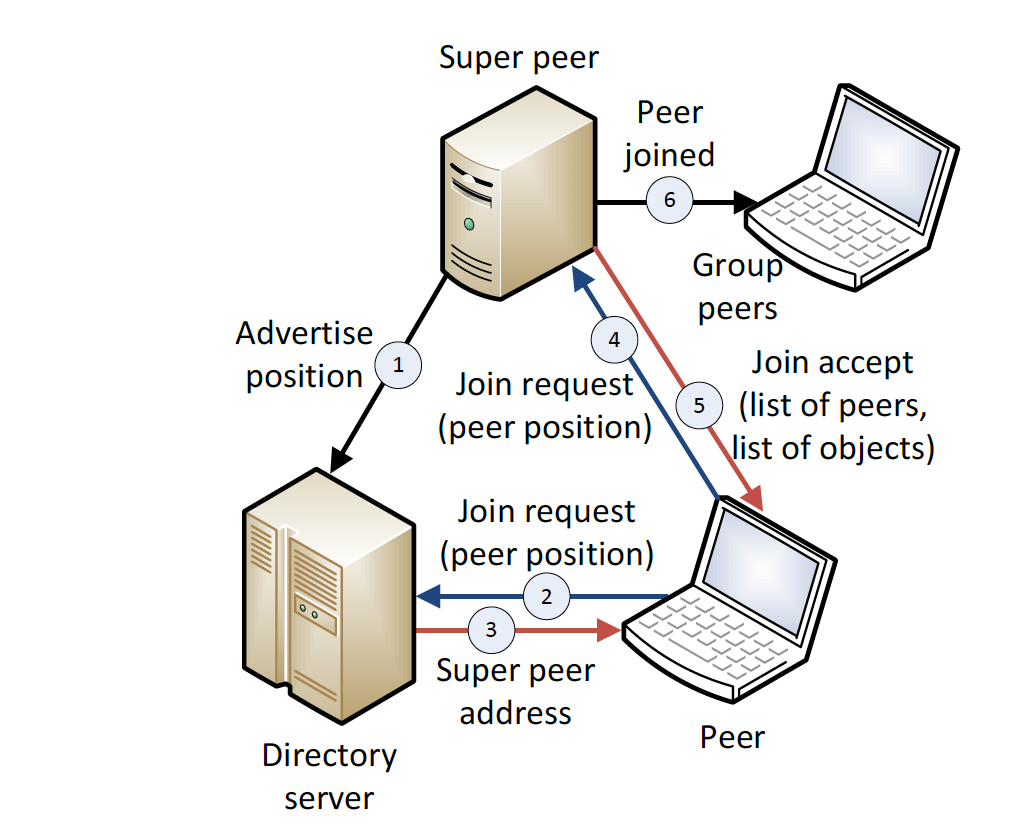 Super peer
Peer
joined
6
Group
peers
Advertise
position
1
4
Join request
(peer position)
Join accept
(list of peers,
list of objects)
5
Join request
(peer position)
2
3
Super peer
address
Peer
Directory
server